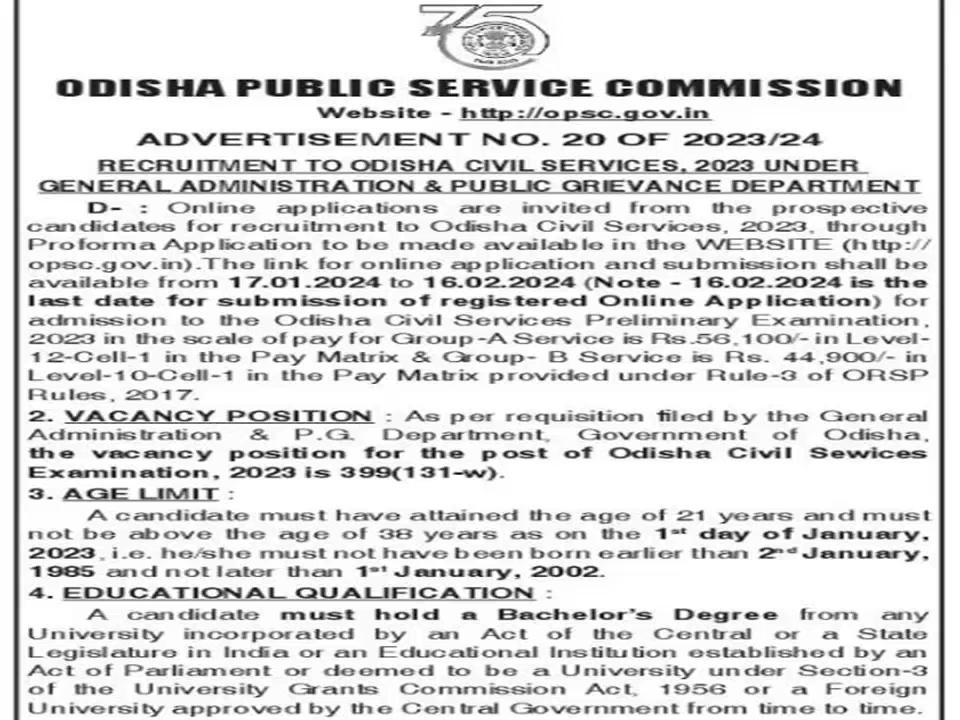 75
ODISHA PUBLIC SERVICE COMMISSION
Website - http://opsc.gov.in
ADVERTISEMENT NO. 20 OF 2023/24
RECRUITMENT TO ODISHA CIVIL SERVICES, 2023 UNDER
GENERAL ADMINISTRATION & PUBLIC GRIEVANCE DEPARTMENT
D- : Online applications are invited from the prospective
candidates for recruitment to Odisha Civil Services, 2023, through
Proforma Application to be made available in the WEBSITE (http://
opsc.gov.in).The link for online application and submission shall be
available from 17.01.2024 to 16.02.2024 (Note - 16.02.2024 is the
last date for submission of registered Online Application) for
admission to the Odisha Civil Services Preliminary Examination,
2023 in the scale of pay for Group-A Service is Rs.56,100/- in Level-
12-Cell-1 in the Pay Matrix & Group- B Service is Rs. 44,900/- in
Level-10-Cell-1 in the Pay Matrix provided under Rule-3 of ORSP
Rules, 2017.
2. VACANCY POSITION : As per requisition filed by the General
Administration & P.G. Department, Government of Odisha,
the vacancy position for the post of Odisha Civil Sewices
Examination, 2023 is 399(131-w).
3. AGE LIMIT :
A candidate must have attained the age of 21 years and must
not be above the age of 38 years as on the 1st day of January,
2023, i.e. he/she must not have been born earlier than 2nd January,
1985 and not later than 1st January, 2002.
4. EDUCATIONAL QUALIFICATION :
A candidate must hold a Bachelor's Degree from any
University incorporated by an Act of the Central or a State
Legislature in India or an Educational Institution established by an
Act of Parliament or deemed to be a University under Section-3
of the University Grants Commission Act, 1956 or a Foreign
University approved by the Central Government from time to time.